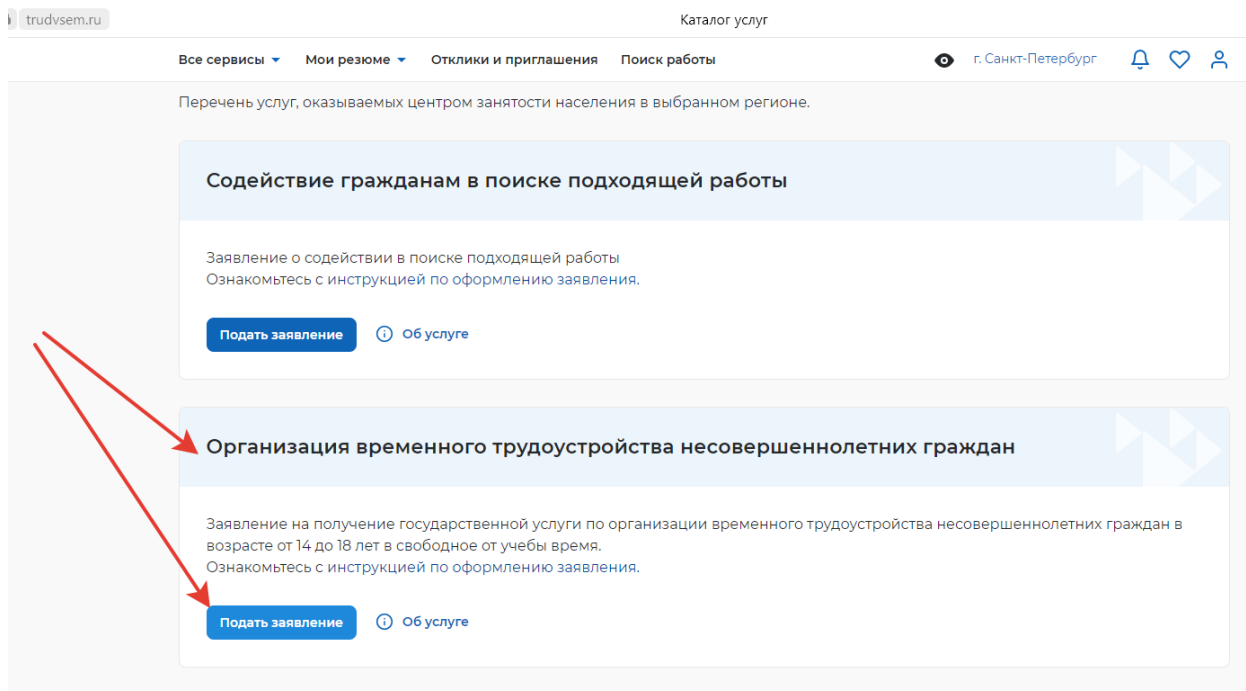 trudvsem.ru
Каталог услуг
Все сервисы
Мои резюме
Отклики и приглашения
Поиск работы
г. Санкт-Петербург
Перечень услуг, оказываемых центром занятости населения в выбранном регионе.
Содействие гражданам в поиске подходящей работы
Заявление о содействии в поиске подходящей работы
Ознакомьтесь с инструкцией по оформлению заявления.
Подать заявление
Об услуге
Организация временного трудоустройства несовершеннолетних граждан
Заявление на получение государственной услуги по организации временного трудоустройства несовершеннолетних граждан в
возрасте от 14 до 18 лет в свободное от учебы время.
Ознакомьтесь с инструкцией по оформлению заявления.
Подать заявление
Об услуге